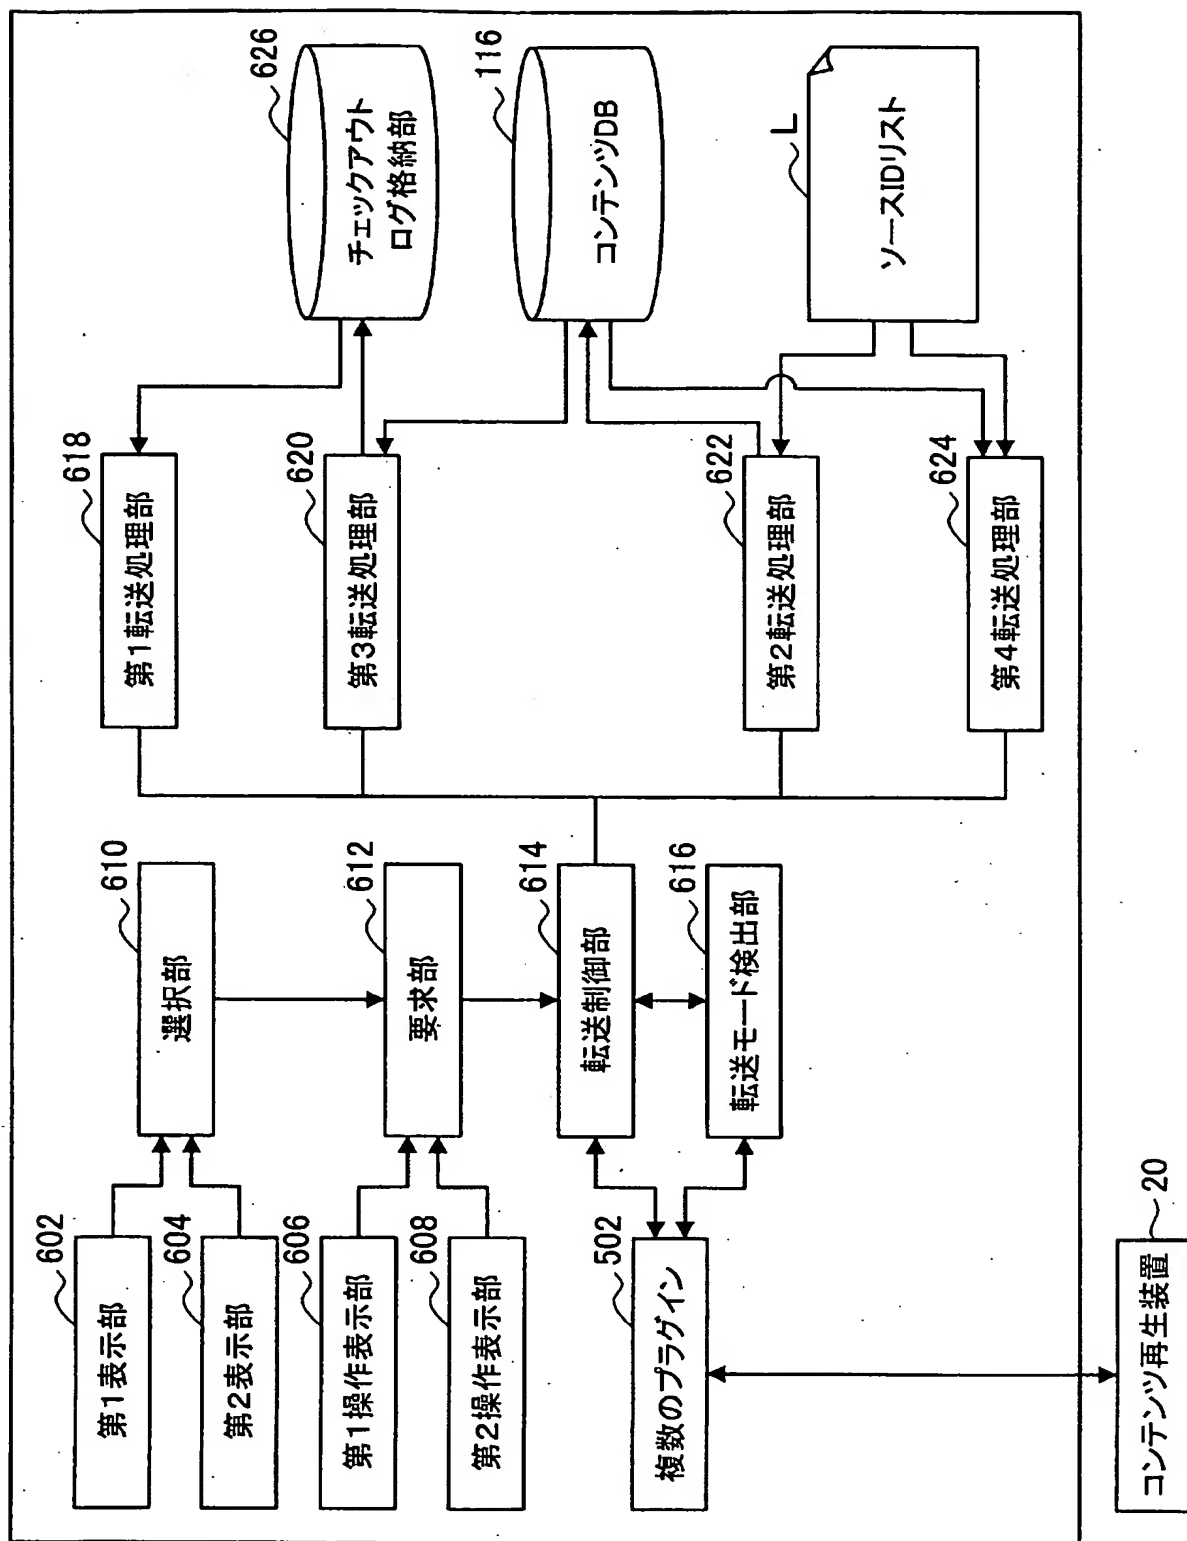 602
第1表示部
604
第2表示部
606
第1操作表示部
608
第2操作表示部
502
複数のプラグイン
コンテンツ再生装置
20
610
選択部
612
要求部
614
転送制御部
616
転送モード検出部
618
第1転送処理部
620
第3転送処理部
622
第2転送処理部
624
第4転送処理部
626
チェックアウト
ログ格納部
116
コンテンツDB
L
ソースIDリスト